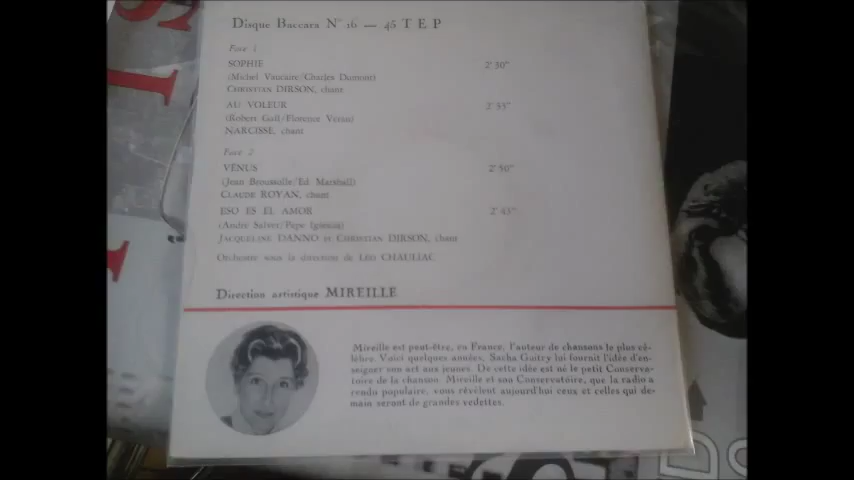 Disque Baccara N° 16 — 45 T E P
Face 1
SOPHIE 2' 30"
(Michel Vaucaire/Charles Dumont)
CHRISTIAN DIRSON, chant
AU VOLEUR 2' 35"
(Robert Gall/Florence Veran)
NARCISSE, chant
Face 2
VÉNUS 2' 50"
(Jean Broussolle/Ed Marshall)
CLAUDE ROYAN, chant
ESO ES EL AMOR 2' 45"
(André Salvet/Pepe Iglesias)
JACQUELINE DANNO et CHRISTIAN DIRSON, chant
Orchestre sous la direction de Léo CHAULIAC
Direction artistique MIREILLE
Mireille est peut-être, en France, l'auteur de chansons le plus cé-
lèbre. Voici quelques années, Sacha Guitry lui fournit l'idée d'en-
seigner son art aux jeunes. De cette idée est né le petit Conserva-
toire de la chanson. Mireille et son Conservatoire, que la radio a
rendu populaire, vous révèlent aujourd'hui ceux et celles qui de-
main seront de grandes vedettes.